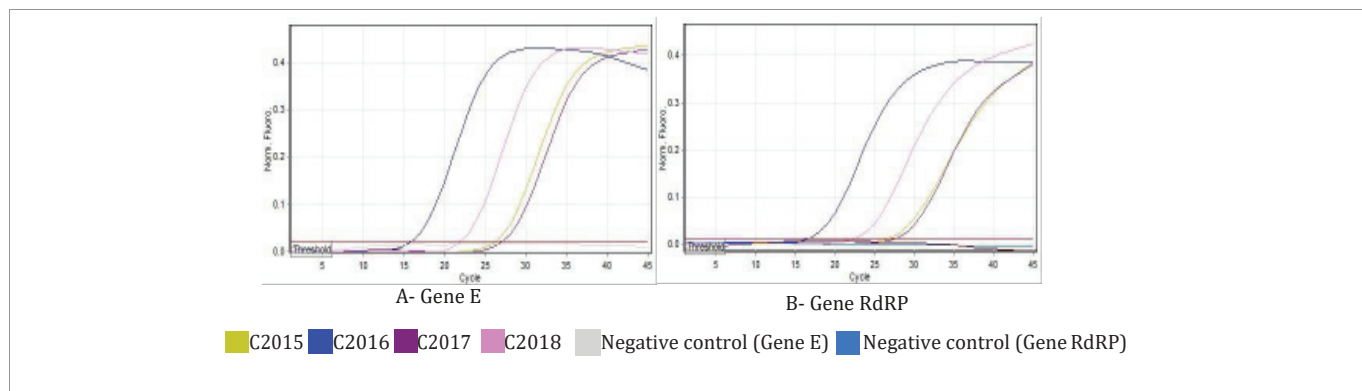 0.4
0.3
0.2
0.1
0.0
Norm. Fluoro.
Threshold
5 10 15 20 25 30 35 40 45
Cycle
A- Gene E
0.4
0.3
0.2
0.1
0.0
Norm. Fluoro.
Threshold
5 10 15 20 25 30 35 40 45
Cycle
B- Gene RdRP
C2015 C2016 C2017 C2018 Negative control (Gene E) Negative control (Gene RdRP)